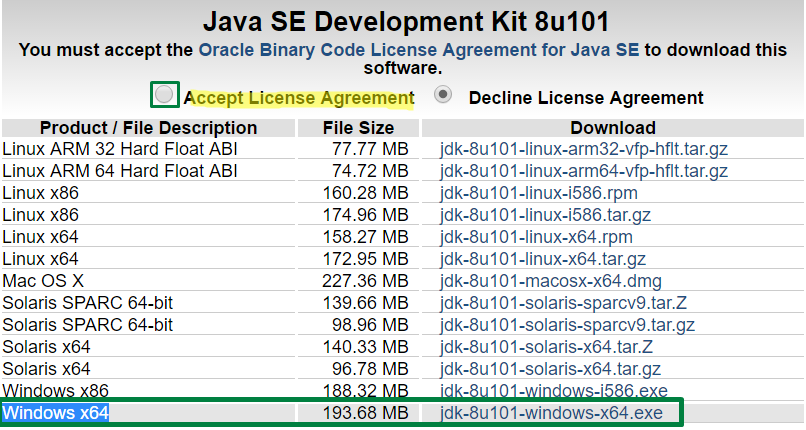 Java SE Development Kit 8u101
You must accept the Oracle Binary Code License Agreement for Java SE to download this
software.
Accept License Agreement Decline License Agreement
Product / File Description File Size Download
Linux ARM 32 Hard Float ABI 77.77 MB jdk-8u101-linux-arm32-vfp-hflt.tar.gz
Linux ARM 64 Hard Float ABI 74.72 MB jdk-8u101-linux-arm64-vfp-hflt.tar.gz
Linux x86 160.28 MB jdk-8u101-linux-i586.rpm
Linux x86 174.96 MB jdk-8u101-linux-i586.tar.gz
Linux x64 158.27 MB jdk-8u101-linux-x64.rpm
Linux x64 172.95 MB jdk-8u101-linux-x64.tar.gz
Mac OS X 227.36 MB jdk-8u101-macosx-x64.dmg
Solaris SPARC 64-bit 139.66 MB jdk-8u101-solaris-sparcv9.tar.Z
Solaris SPARC 64-bit 98.96 MB jdk-8u101-solaris-sparcv9.tar.gz
Solaris x64 140.33 MB jdk-8u101-solaris-x64.tar.Z
Solaris x64 96.78 MB jdk-8u101-solaris-x64.tar.gz
Windows x86 188.32 MB jdk-8u101-windows-i586.exe
Windows x64 193.68 MB jdk-8u101-windows-x64.exe